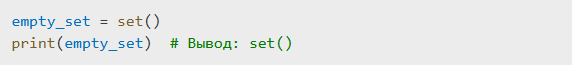 empty_set = set()
print(empty_set)  # Вывод: set()